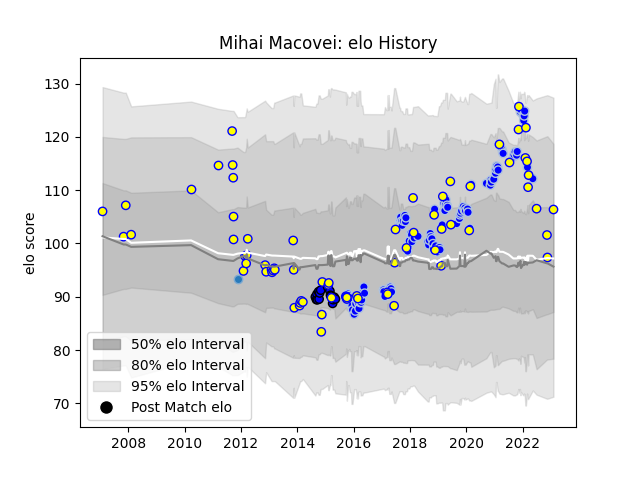 Mihai Macovei: elo History
elo score
130
120
110
100
90
80
70
50% elo Interval
80% elo Interval
95% elo Interval
Post Match elo
2008 2010 2012 2014 2016 2018 2020 2022